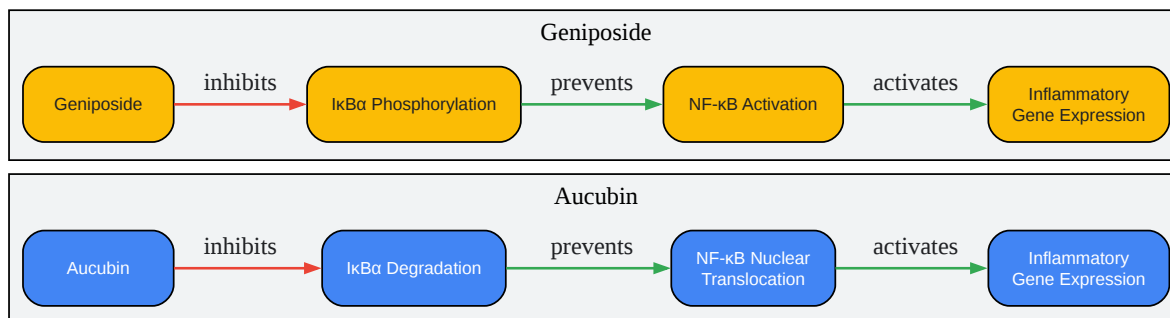 Geniposide
inhibits
prevents
activates
Geniposide
IκBα Phosphorylation
NF-κB Activation
Inflammatory
Gene Expression
Aucubin
inhibits
prevents
activates
Aucubin
IκBα Degradation
NF-κB Nuclear
Translocation
Inflammatory
Gene Expression